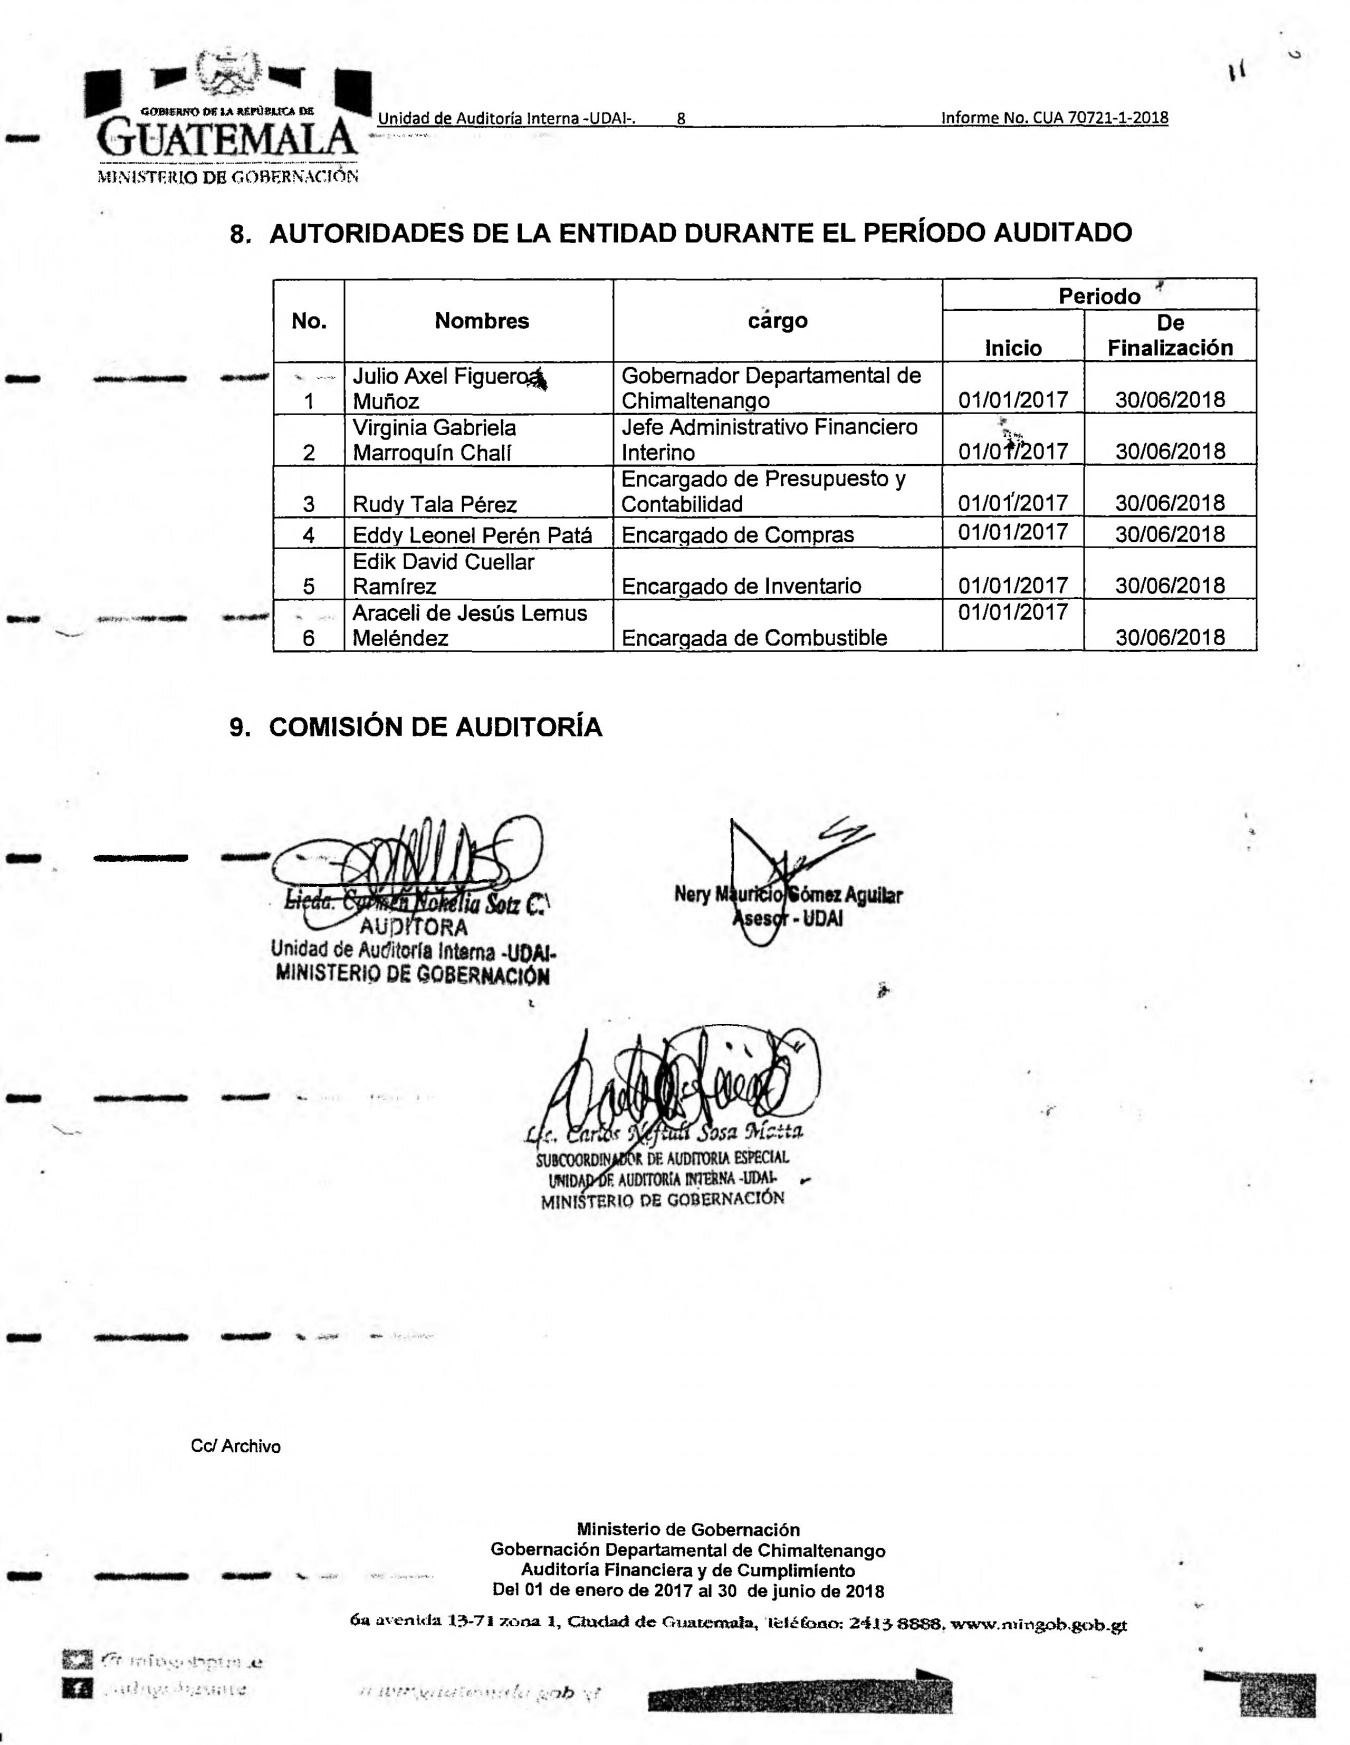 11
GOBIERNO DE LA REPÚBLICA DE
GUATEMALA
MINISTERIO DE GOBERNACIÓN
Unidad de Auditoría Interna -UDAI-. 8 Informe No. CUA 70721-1-2018
8. AUTORIDADES DE LA ENTIDAD DURANTE EL PERÍODO AUDITADO
No. Nombres cargo Periodo
Inicio De Finalización
1 Julio Axel Figueroa Muñoz Gobernador Departamental de Chimaltenango 01/01/2017 30/06/2018
2 Virginia Gabriela Marroquín Chalí Jefe Administrativo Financiero Interino 01/01/2017 30/06/2018
3 Rudy Tala Pérez Encargado de Presupuesto y Contabilidad 01/01/2017 30/06/2018
4 Eddy Leonel Perén Patá Encargado de Compras 01/01/2017 30/06/2018
5 Edik David Cuellar Ramírez Encargado de Inventario 01/01/2017 30/06/2018
6 Araceli de Jesús Lemus Meléndez Encargada de Combustible 01/01/2017 30/06/2018
9. COMISIÓN DE AUDITORÍA
Licda. Carmen Nohelia Sotz C.
AUDITORA
Unidad de Auditoría Interna -UDAI-
MINISTERIO DE GOBERNACIÓN
Nery Mauricio Gómez Aguilar
Asesor - UDAI
Lic. Carlos Neftalí Sosa Matta
SUBCOORDINADOR DE AUDITORIA ESPECIAL
UNIDAD DE AUDITORÍA INTERNA -UDAI-
MINISTERIO DE GOBERNACIÓN
Cc/ Archivo
Ministerio de Gobernación
Gobernación Departamental de Chimaltenango
Auditoría Financiera y de Cumplimiento
Del 01 de enero de 2017 al 30 de junio de 2018
6a avenida 13-71 zona 1, Ciudad de Guatemala, Teléfono: 2413 8888, www.mingob.gob.gt